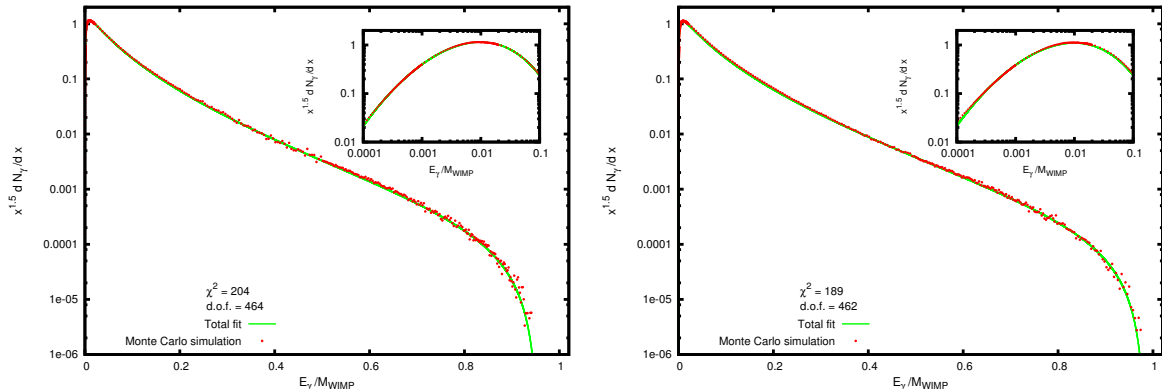 x^1.5 d N_γ/d x
1
0.1
0.01
0.001
0.0001
1e-05
1e-06
0
0.2
0.4
0.6
0.8
1
E_γ/M_WIMP
χ² = 204
d.o.f. = 464
Total fit
Monte Carlo simulation
x^1.5 d N_γ/d x
1
0.1
0.01
0.0001
0.001
0.01
0.1
E_γ/M_WIMP
x^1.5 d N_γ/d x
1
0.1
0.01
0.001
0.0001
1e-05
1e-06
0
0.2
0.4
0.6
0.8
1
E_γ/M_WIMP
χ² = 189
d.o.f. = 462
Total fit
Monte Carlo simulation
x^1.5 d N_γ/d x
1
0.1
0.01
0.0001
0.001
0.01
0.1
E_γ/M_WIMP